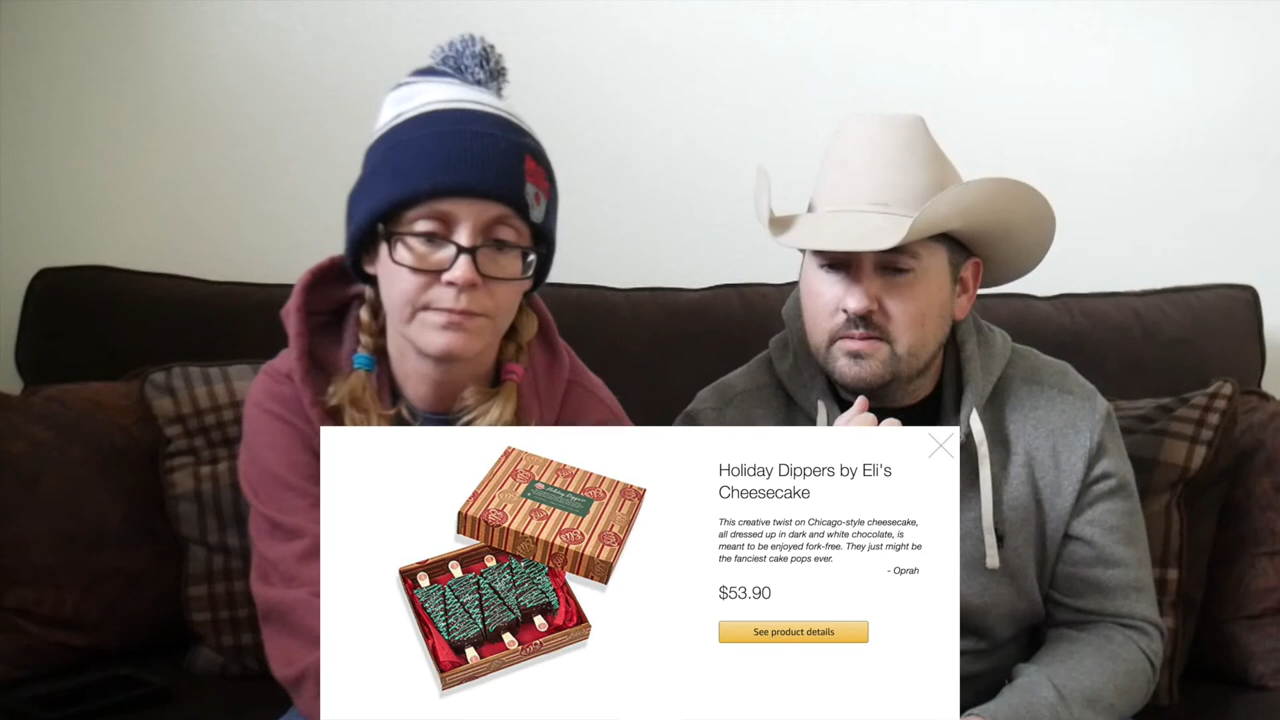 Holiday Dippers by Eli's
Cheesecake
This creative twist on Chicago-style cheesecake,
all dressed up in dark and white chocolate, is
meant to be enjoyed fork-free. They just might be
the fanciest cake pops ever.
- Oprah
$53.90
See product details
Holiday Dippers